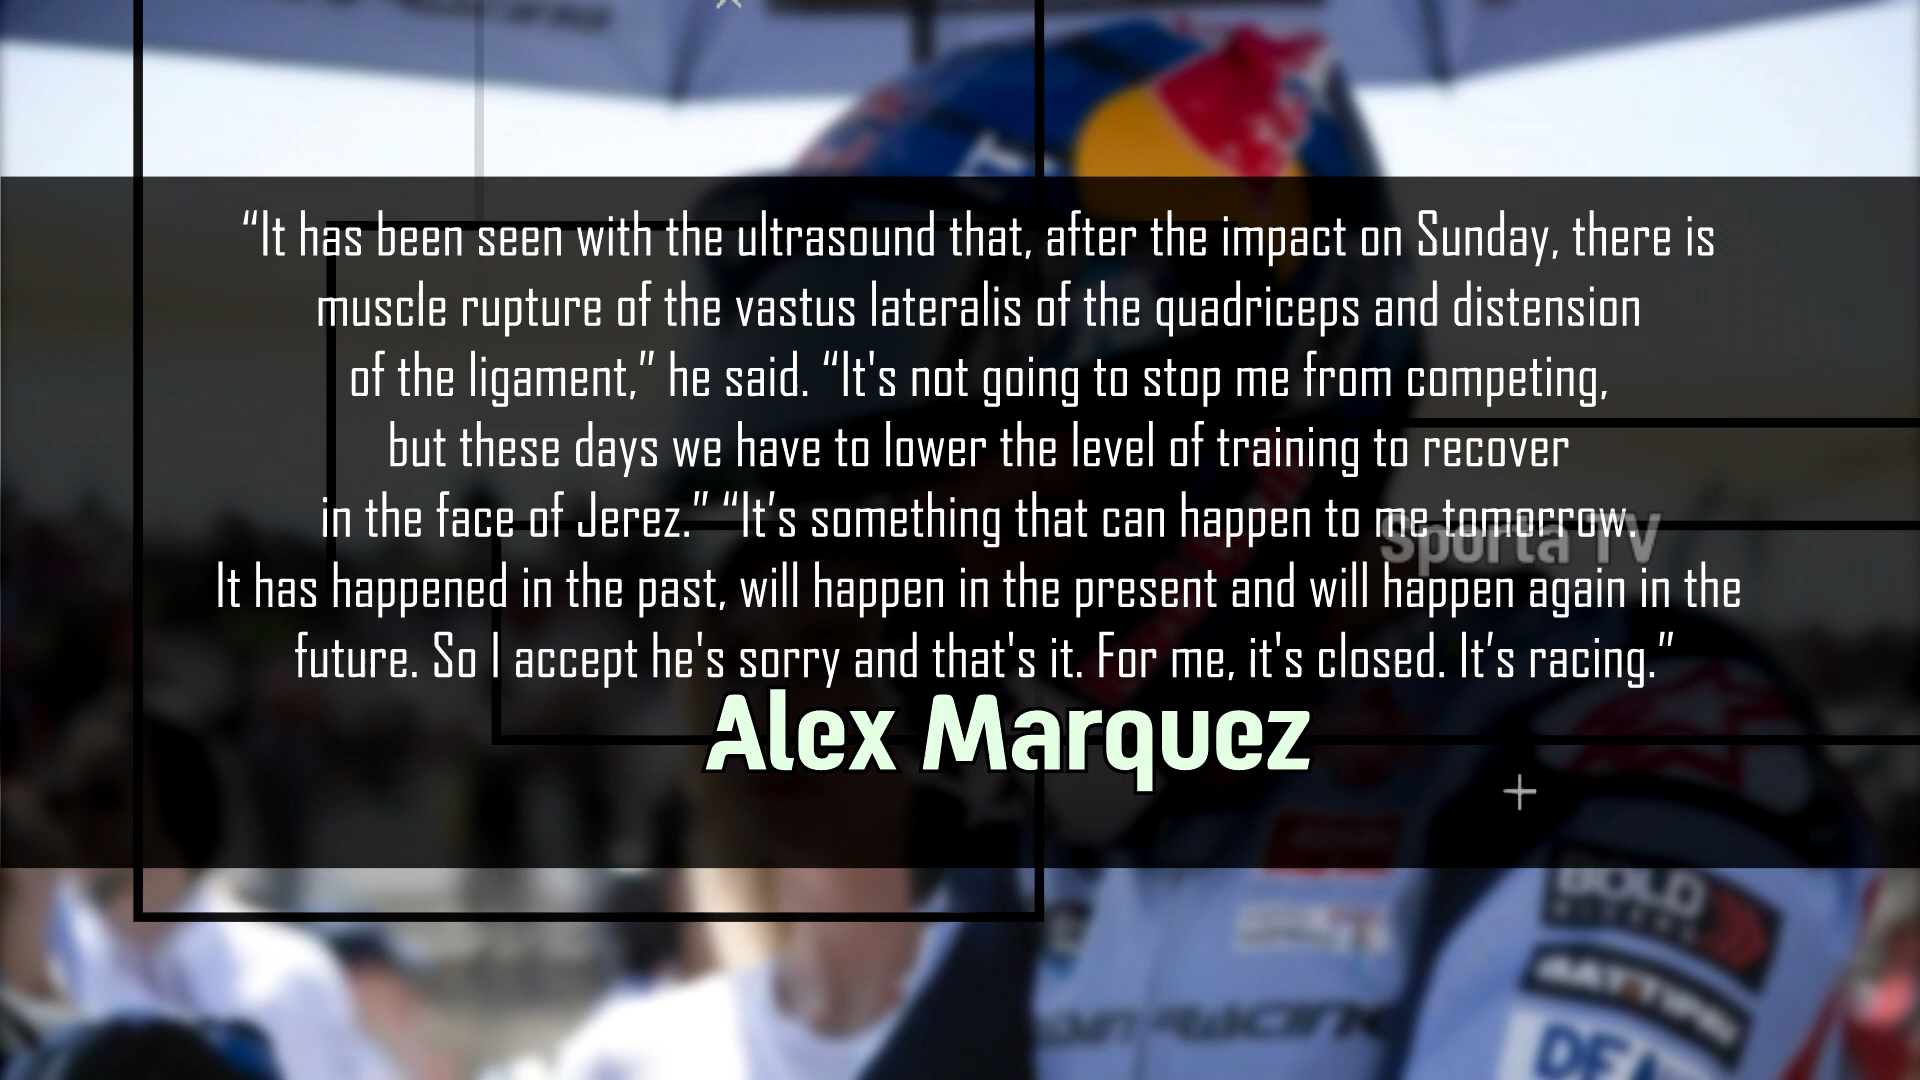 “It has been seen with the ultrasound that, after the impact on Sunday, there is
muscle rupture of the vastus lateralis of the quadriceps and distension
of the ligament,” he said. “It's not going to stop me from competing,
but these days we have to lower the level of training to recover
in the face of Jerez.” “It’s something that can happen to me tomorrow.
Sporta TV
It has happened in the past, will happen in the present and will happen again in the
future. So I accept he's sorry and that's it. For me, it's closed. It’s racing.”
Alex Marquez
BOLD
RIDERS
RACING